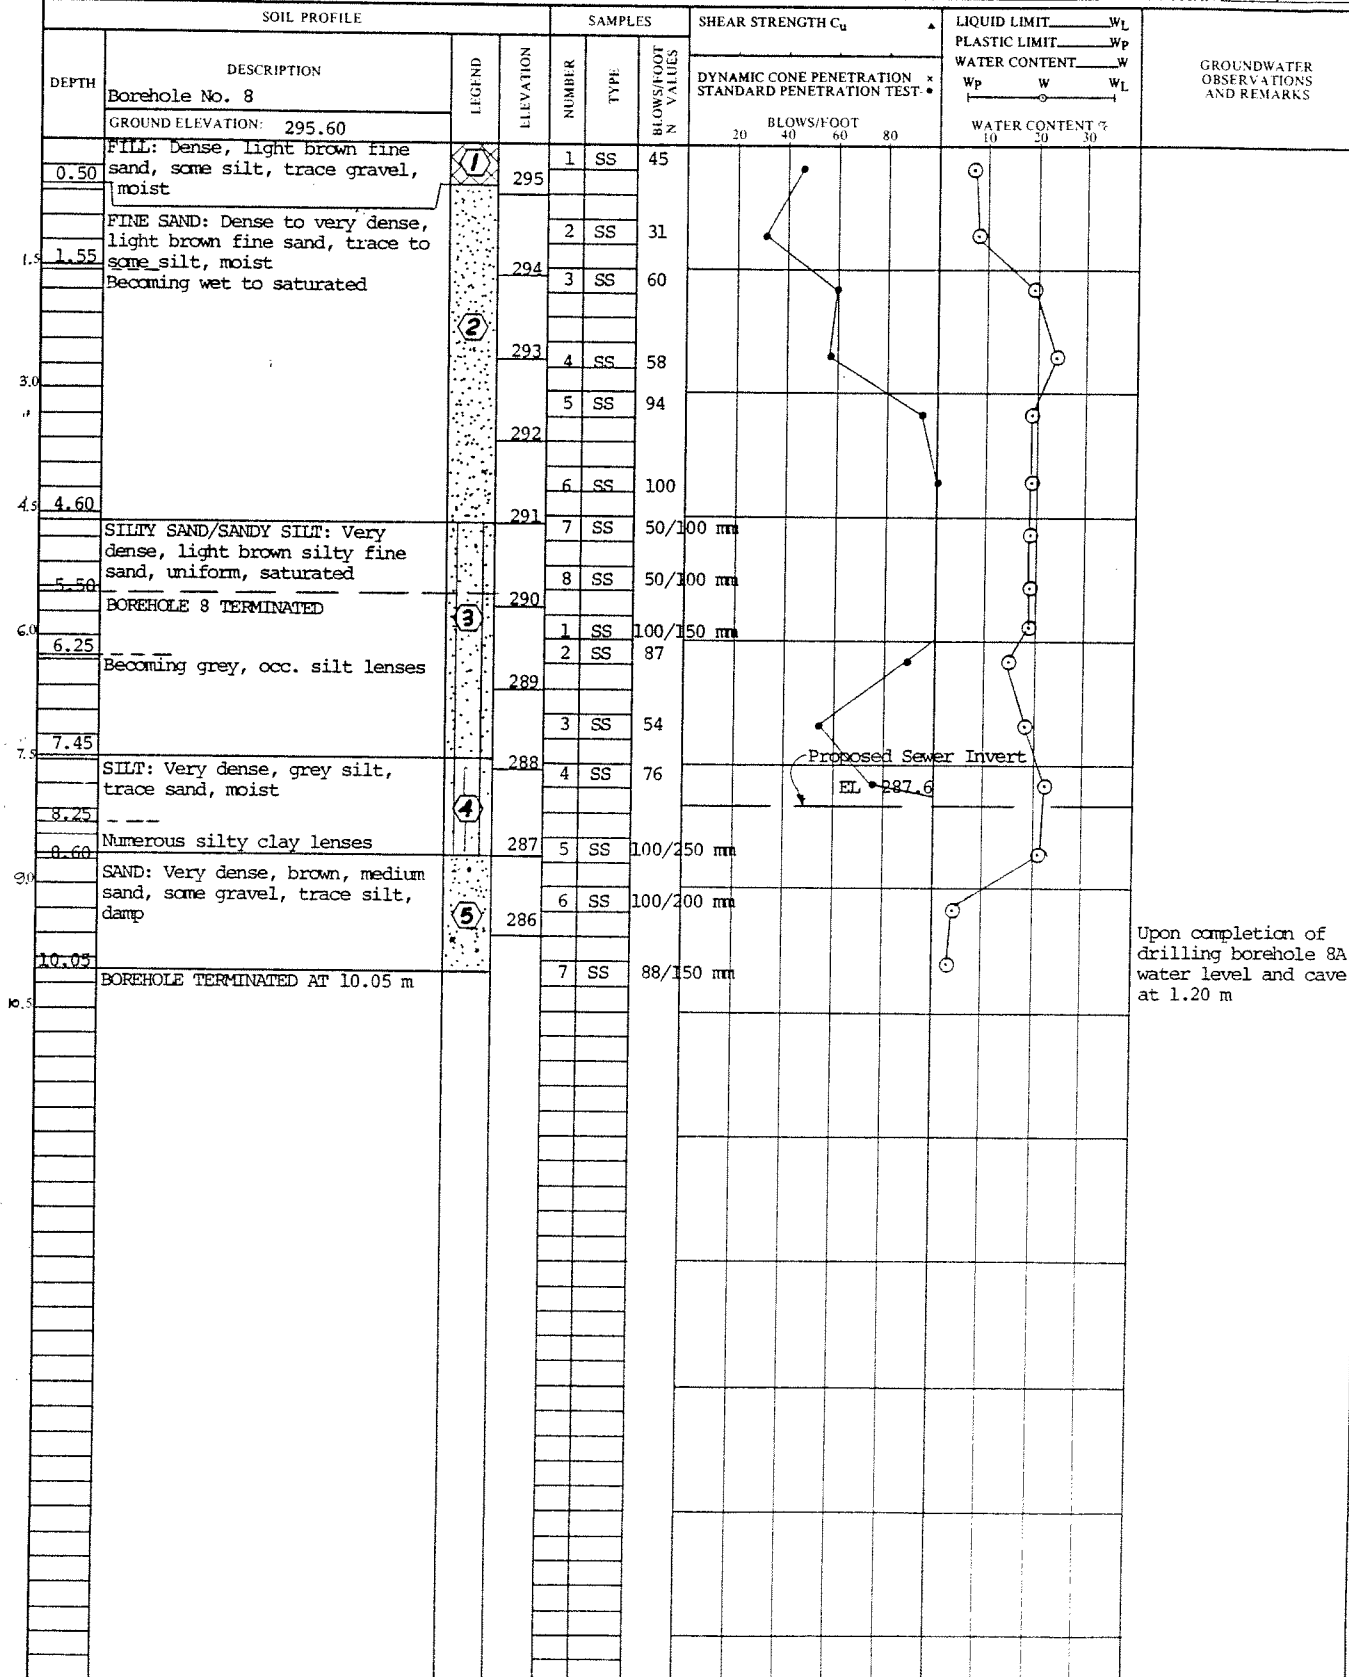 SOIL PROFILE
SAMPLES
SHEAR STRENGTH Cu ▲
LIQUID LIMIT WL
PLASTIC LIMIT WP
WATER CONTENT W
WP W WL
DEPTH
DESCRIPTION
Borehole No. 8
GROUND ELEVATION: 295.60
LEGEND
ELEVATION
NUMBER
TYPE
BLOWS/FOOT
N VALUES
DYNAMIC CONE PENETRATION ×
STANDARD PENETRATION TEST- •
BLOWS/FOOT
20 40 60 80
WATER CONTENT %
10 20 30
GROUNDWATER
OBSERVATIONS
AND REMARKS
FILL: Dense, light brown fine
sand, some silt, trace gravel,
moist
0.50
1
295
1 SS 45
FINE SAND: Dense to very dense,
light brown fine sand, trace to
some silt, moist
1.5 1.55
Becoming wet to saturated
2 SS 31
294
3 SS 60
2
293
4 SS 58
3.0
5 SS 94
292
6 SS 100
4.5 4.60
291
SILTY SAND/SANDY SILT: Very
dense, light brown silty fine
sand, uniform, saturated
7 SS 50/100 mm
8 SS 50/100 mm
5.50
290
BOREHOLE 8 TERMINATED
3
6.0
1 SS 100/150 mm
6.25
2 SS 87
Becoming grey, occ. silt lenses
289
3 SS 54
7.45
7.5
288
Proposed Sewer Invert
EL 287.6
SILT: Very dense, grey silt,
trace sand, moist
4 SS 76
8.25
4
Numerous silty clay lenses
8.60
287
5 SS 100/250 mm
9.0
SAND: Very dense, brown, medium
sand, some gravel, trace silt,
damp
6 SS 100/200 mm
5
286
10.05
7 SS 88/150 mm
BOREHOLE TERMINATED AT 10.05 m
10.5
Upon completion of
drilling borehole 8A
water level and cave
at 1.20 m